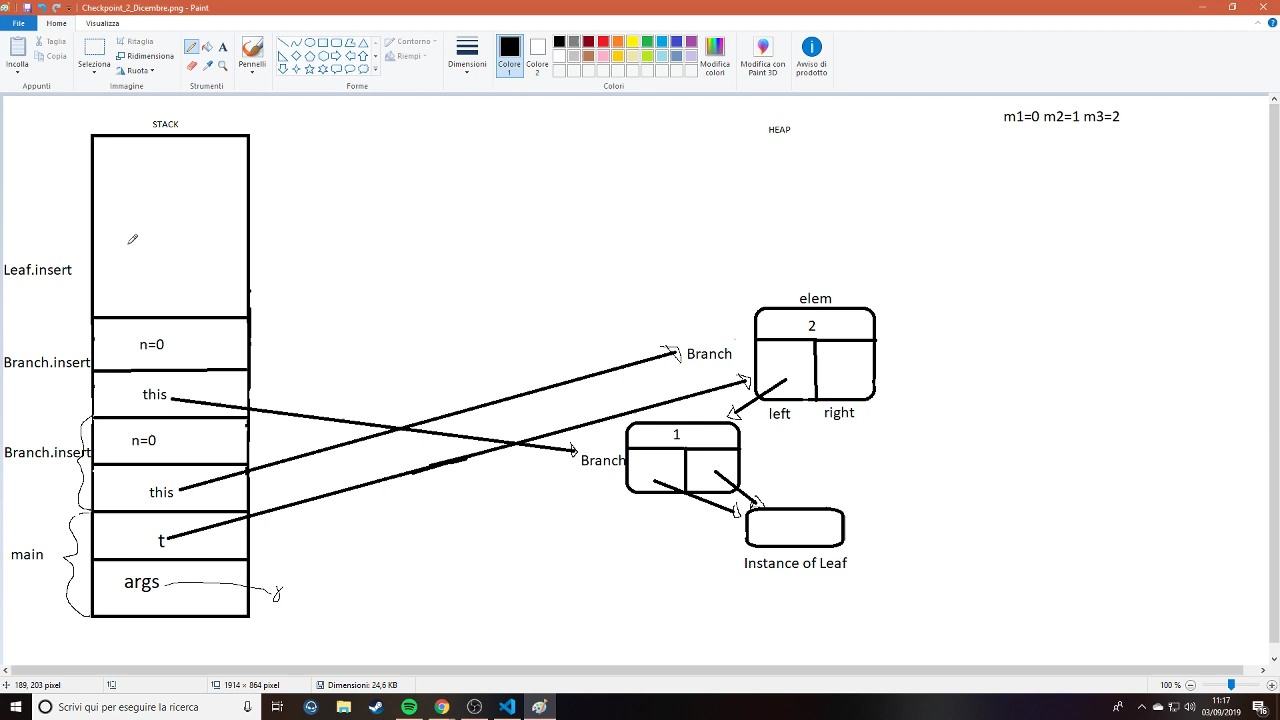 Checkpoint_2_Dicembre.png - Paint
File Home Visualizza
Incolla
Taglia
Copia
Appunti
Seleziona
Ritaglia
Ridimensiona
Ruota
Immagine
Strumenti
Pennelli
Contorno
Riempi
Forme
Dimensioni
Colore 1
Colore 2
Colori
Modifica colori
Modifica con Paint 3D
Avviso di prodotto
STACK
HEAP
m1=0 m2=1 m3=2
Leaf.insert
elem
2
n=0
Branch
Branch.insert
this
left
right
n=0
1
Branch.insert
Branch
this
t
main
Instance of Leaf
args
189, 203 pixel
1914 × 864 pixel
Dimensioni: 24,6 KB
100 %
Scrivi qui per eseguire la ricerca
11:17
03/09/2019